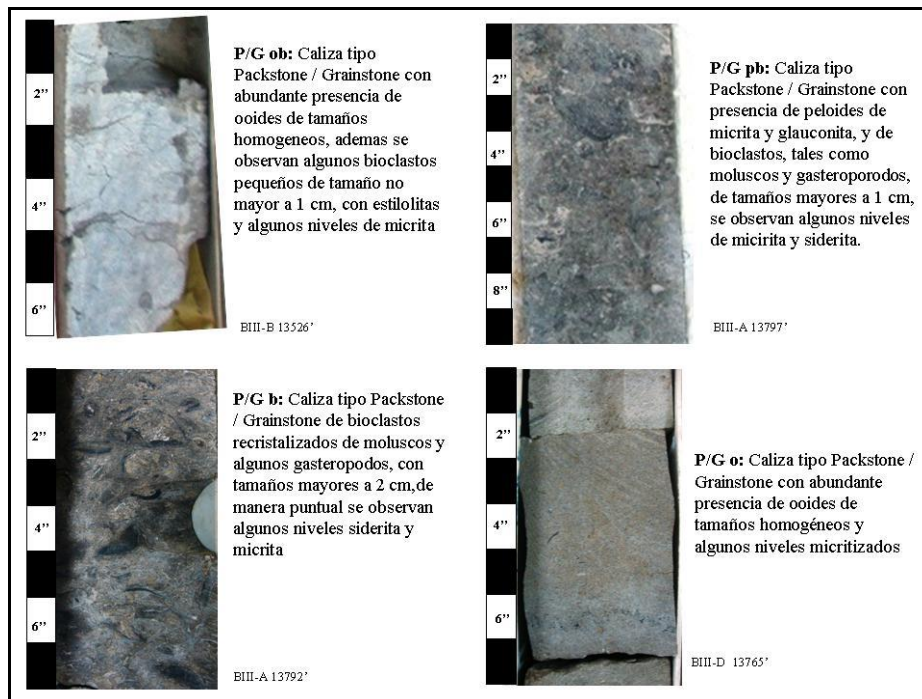 2”
4”
6”
P/G ob: Caliza tipo
Packstone / Grainstone con
abundante presencia de
ooides de tamaños
homogeneos, ademas se
observan algunos bioclastos
pequeños de tamaño no
mayor a 1 cm, con estilolitas
y algunos niveles de micrita
BIII-B 13526’
2”
4”
6”
8”
P/G pb: Caliza tipo
Packstone / Grainstone con
presencia de peloides de
micrita y glauconita, y de
bioclastos, tales como
moluscos y gasteroporodos,
de tamaños mayores a 1 cm,
se observan algunos niveles
de micirita y siderita.
BIII-A 13797’
2”
4”
6”
P/G b: Caliza tipo Packstone
/ Grainstone de bioclastos
recristalizados de moluscos y
algunos gasteropodos, con
tamaños mayores a 2 cm,de
manera puntual se observan
algunos niveles siderita y
micrita
BIII-A 13792’
2”
4”
6”
P/G o: Caliza tipo Packstone /
Grainstone con abundante
presencia de ooides de
tamaños homogéneos y
algunos niveles micritizados
BIII-D 13765’